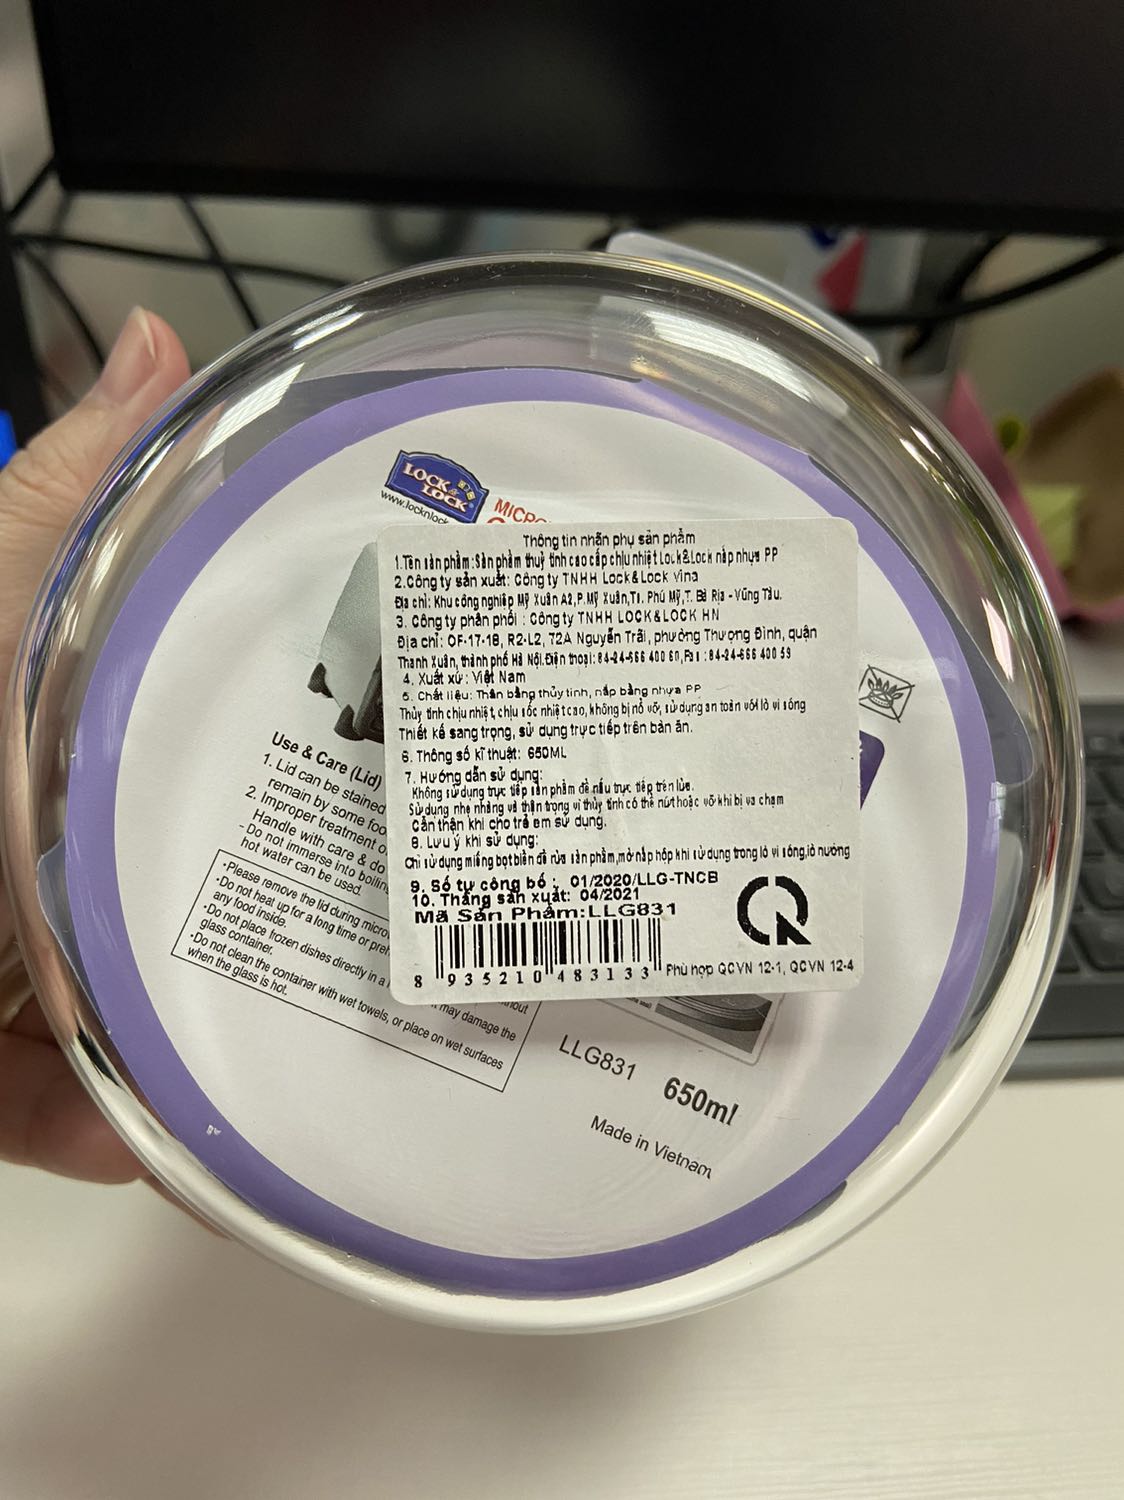 LOCK & LOCK
www.locknlock
MICRO
Thông tin nhãn phụ sản phẩm
1.Tên sản phẩm:Sản phẩm thuỷ tinh cao cấp chịu nhiệt Lock&Lock nắp nhựa PP
2.Công ty sản xuất: Công ty TNHH Lock&Lock vina
Địa chỉ: Khu công nghiệp Mỹ Xuân A2,P.Mỹ Xuân,Tx. Phú Mỹ,T. Bà Rịa - Vũng Tàu.
3. Công ty phân phối : Công ty TNHH LOCK&LOCK HN
Địa chỉ: OF-17-18, R2-L2, 72A Nguyễn Trãi, phường Thượng Đình, quận
Thanh Xuân, thành phố Hà Nội.Điện thoại: 84-24-666 400 60,Fax :84-24-666 400 59
4. Xuất xứ: Việt Nam
5. Chất liệu: Thân bằng thủy tinh, nắp bằng nhựa PP
Thủy tinh chịu nhiệt, chịu sốc nhiệt cao, không bị nổ vỡ, sử dụng an toàn với lò vi sóng
Thiết kế sang trọng, sử dụng trực tiếp trên bàn ăn.
6. Thông số kĩ thuật: 650ML
7. Hướng dẫn sử dụng:
Không sử dụng trực tiếp sản phẩm để nấu trực tiếp trên lửa.
Sử dụng nhẹ nhàng và thận trọng vì thủy tinh có thể nứt hoặc vỡ khi bị va chạm
Cẩn thận khi cho trẻ em sử dụng.
8. Lưu ý khi sử dụng:
Chỉ sử dụng miếng bọt biển để rửa sản phẩm,mở nắp hộp khi sử dụng trong lò vi sóng,lò nướng
9. Số tự công bố : 01/2020/LLG-TNCB
10. Tháng sản xuất: 04/2021
Mã Sản Phẩm:LLG831
8 935210 483133
Phù hợp QCVN 12-1, QCVN 12-4
Use & Care (Lid)
1. Lid can be stained
remain by some foo
2. Improper treatment o
Handle with care & do
- Do not immerse into boilin
hot water can be used.
•Please remove the lid during micro
•Do not heat up for a long time or preh
any food inside.
•Do not place frozen dishes directly in a
glass container.
may damage the
•Do not clean the container with wet towels, or place on wet surfaces
when the glass is hot.
LLG831
650ml
Made in Vietnam